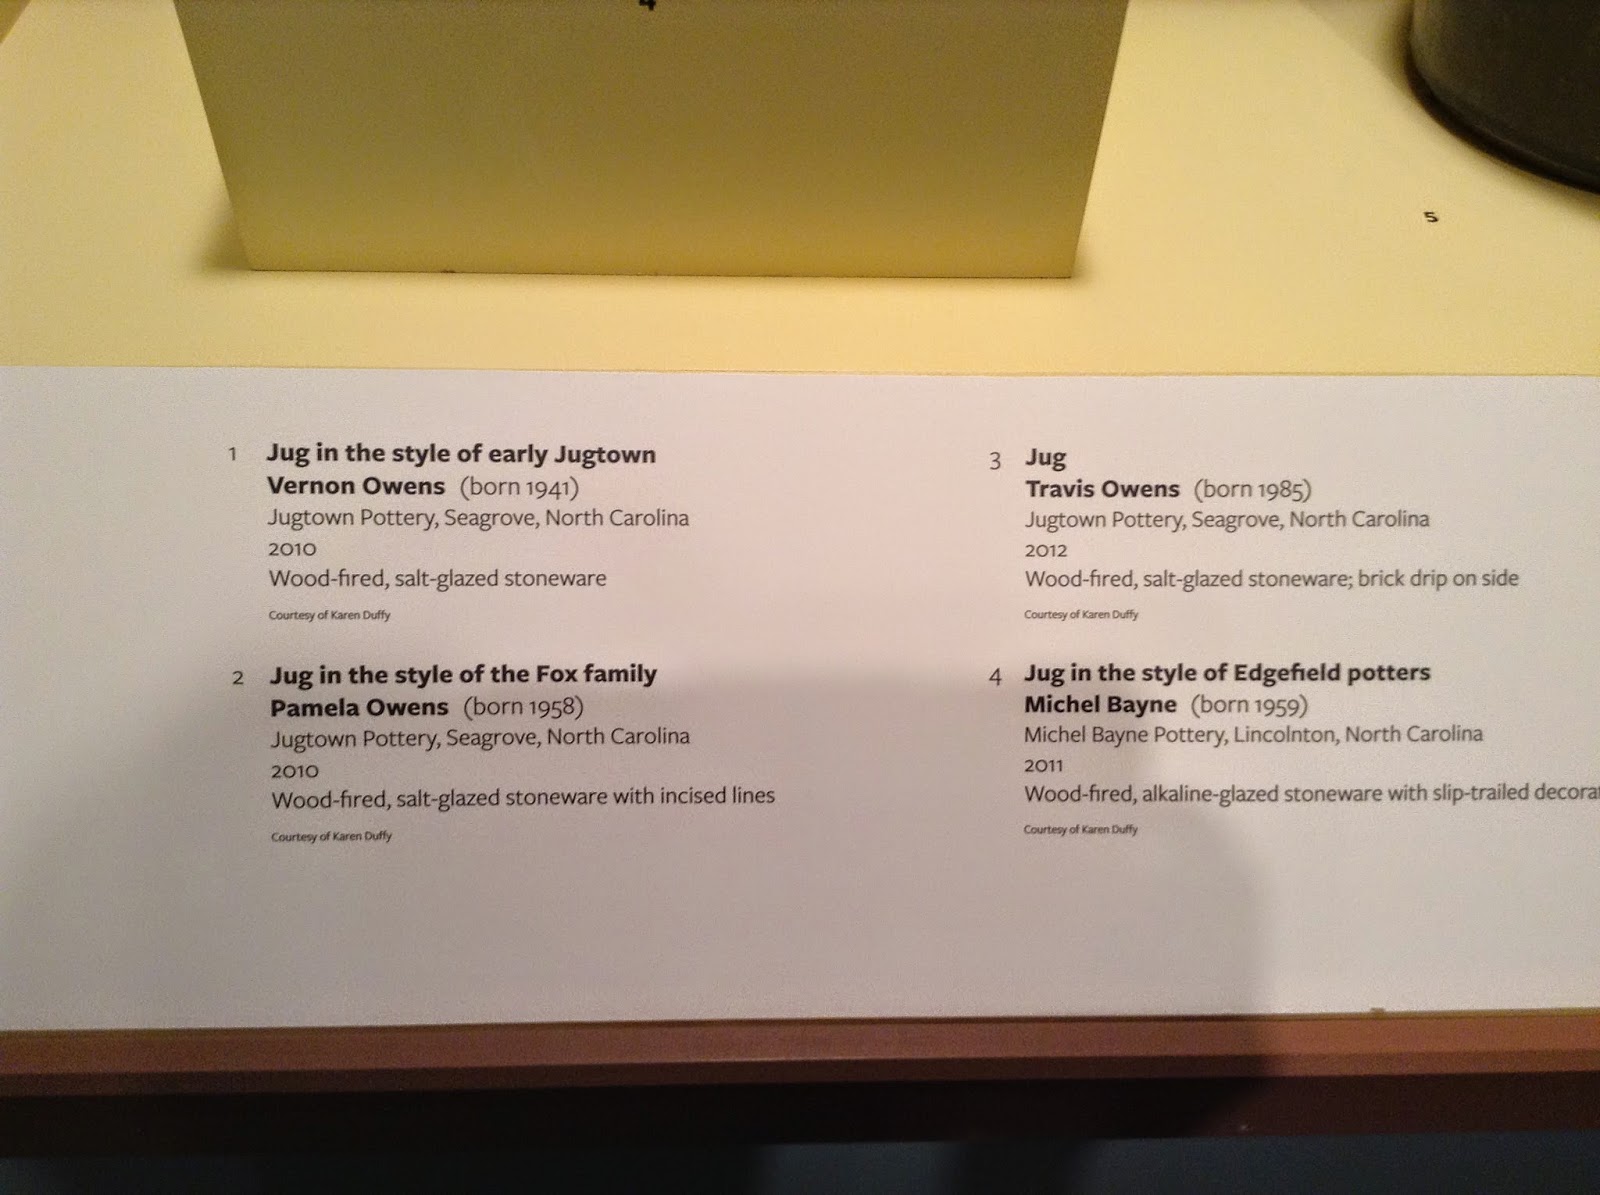 4
5
1 Jug in the style of early Jugtown
Vernon Owens (born 1941)
Jugtown Pottery, Seagrove, North Carolina
2010
Wood-fired, salt-glazed stoneware
Courtesy of Karen Duffy
2 Jug in the style of the Fox family
Pamela Owens (born 1958)
Jugtown Pottery, Seagrove, North Carolina
2010
Wood-fired, salt-glazed stoneware with incised lines
Courtesy of Karen Duffy
3 Jug
Travis Owens (born 1985)
Jugtown Pottery, Seagrove, North Carolina
2012
Wood-fired, salt-glazed stoneware; brick drip on side
Courtesy of Karen Duffy
4 Jug in the style of Edgefield potters
Michel Bayne (born 1959)
Michel Bayne Pottery, Lincolnton, North Carolina
2011
Wood-fired, alkaline-glazed stoneware with slip-trailed decorat
Courtesy of Karen Duffy